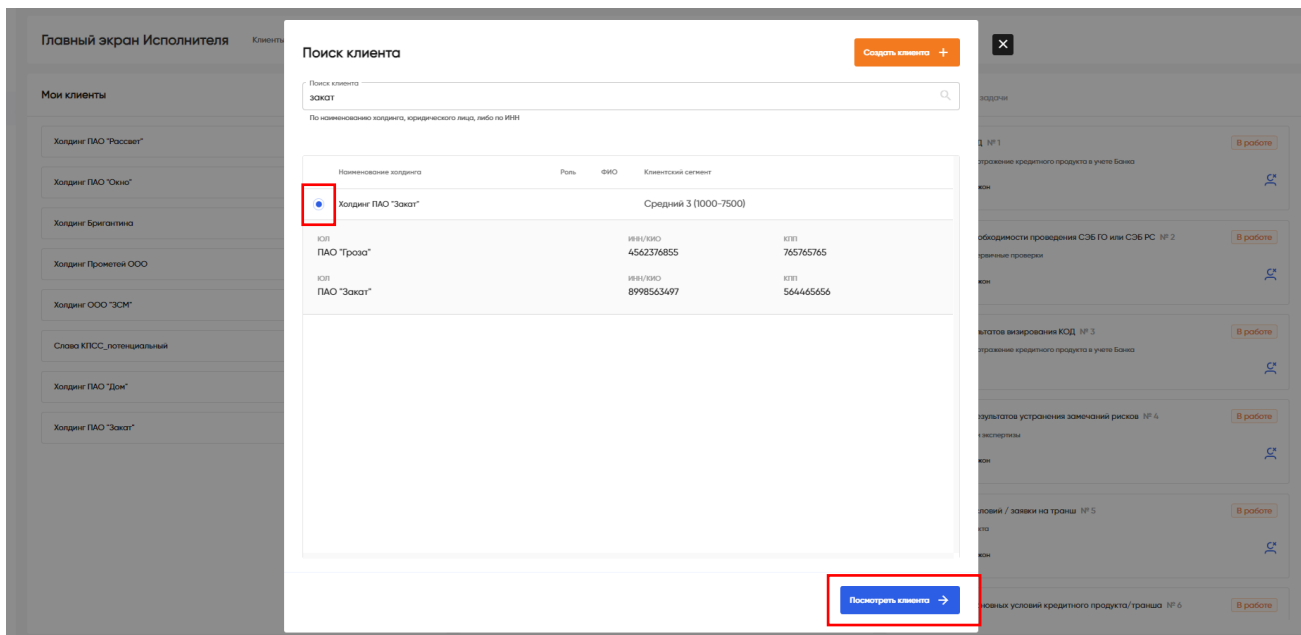 Главный экран Исполнителя
Клиенты
Мои клиенты
Холдинг ПАО "Рассвет"
Холдинг ПАО "Окно"
Холдинг Бригантина
Холдинг Прометей ООО
Холдинг ООО "ЗСМ"
Слава КПСС_потенциальный
Холдинг ПАО "Дом"
Холдинг ПАО "Закат"
Поиск клиента
Создать клиента +
Поиск клиента
закат
По наименованию холдинга, юридического лица, либо по ИНН
Наименование холдинга Роль ФИО Клиентский сегмент
Холдинг ПАО "Закат" Средний 3 (1000-7500)
ЮЛ ИНН/КИО КПП
ПАО "Гроза" 4562376855 765765765
ЮЛ ИНН/КИО КПП
ПАО "Закат" 8998563497 564465656
Посмотреть клиента →
задачи
Д № 1 В работе
отражение кредитного продукта в учете Банка
обходимости проведения СЭБ ГО или СЭБ РС № 2 В работе
ервичные проверки
ьтатов визирования КОД № 3 В работе
отражение кредитного продукта в учете Банка
езультатов устранения замечаний рисков № 4 В работе
экспертизы
ловий / заявки на транш № 5 В работе
новных условий кредитного продукта/транша № 6 В работе